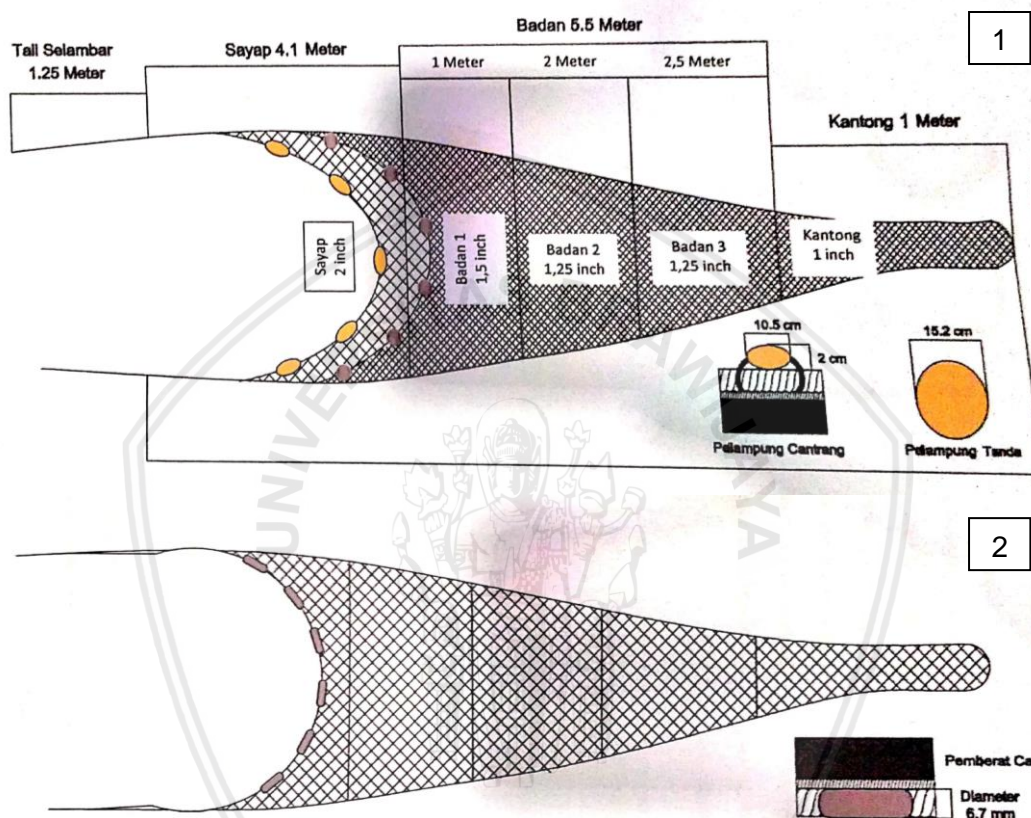 1
Badan 5.5 Meter
Tali Selambar
1.25 Meter
Sayap 4.1 Meter
1 Meter
2 Meter
2,5 Meter
Kantong 1 Meter
Sayap
2 inch
Badan 1
1,5 inch
Badan 2
1,25 inch
Badan 3
1,25 inch
Kantong
1 inch
10.5 cm
2 cm
15.2 cm
Pelampung Cantrang
Pelampung Tanda
2
Pemberat Ca
Diameter
6.7 mm